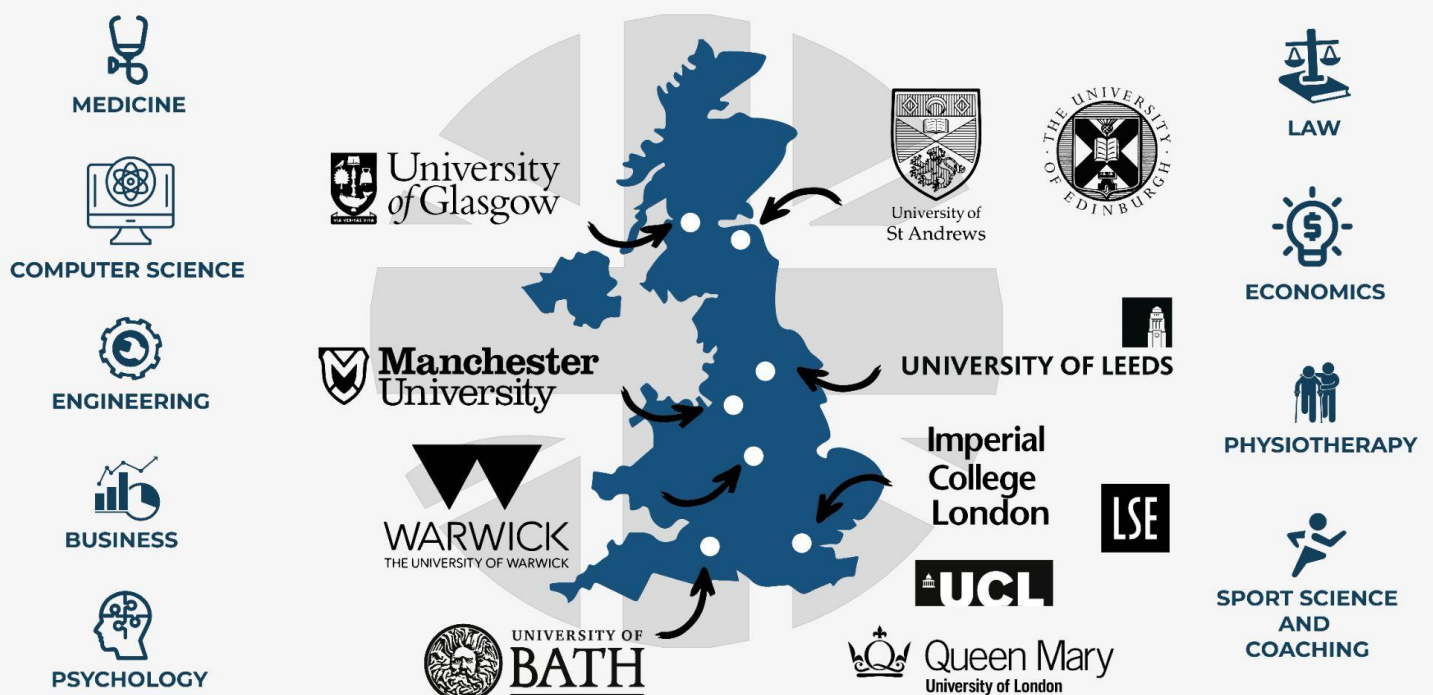 MEDICINE
COMPUTER SCIENCE
ENGINEERING
BUSINESS
PSYCHOLOGY
University
of Glasgow
VIA VERITAS VITA
Manchester
University
WARWICK
THE UNIVERSITY OF WARWICK
UNIVERSITY OF
BATH
University of
St Andrews
THE UNIVERSITY OF EDINBURGH
UNIVERSITY OF LEEDS
Imperial
College
London
LSE
UCL
Queen Mary
University of London
LAW
ECONOMICS
$
PHYSIOTHERAPY
SPORT SCIENCE
AND
COACHING